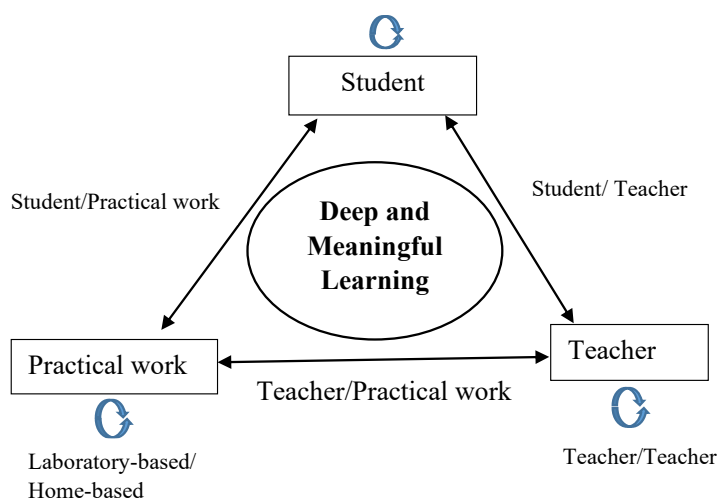 Student
Student/Practical work
Student/ Teacher
Deep and
Meaningful
Learning
Practical work
Teacher
Teacher/Practical work
Laboratory-based/
Home-based
Teacher/Teacher